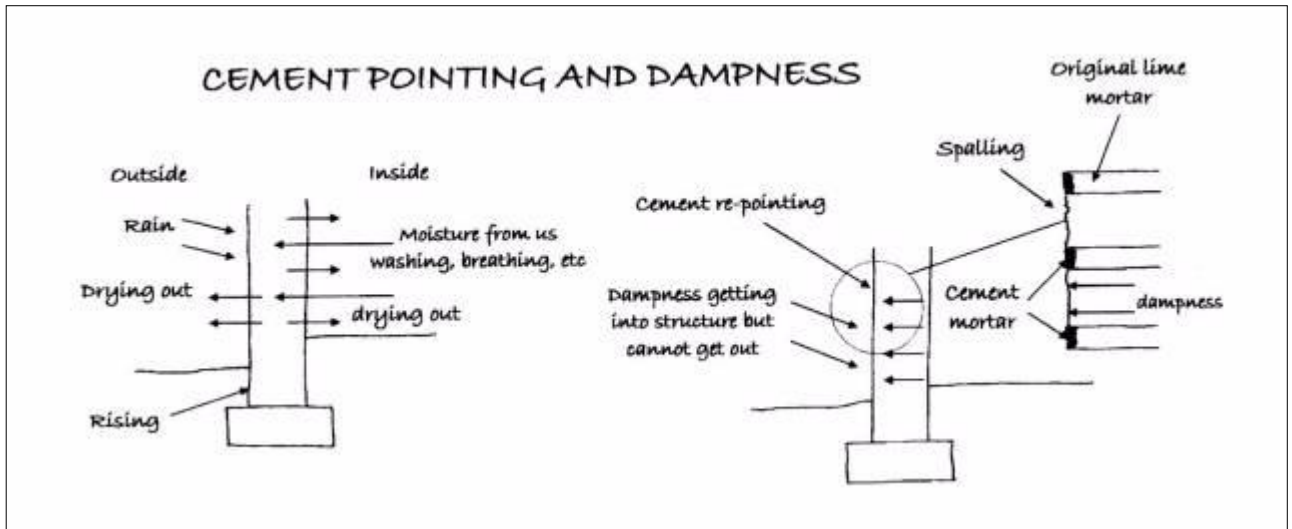 CEMENT POINTING AND DAMPNESS
Outside
Inside
Rain
Moisture from us
washing, breathing, etc
Drying out
drying out
Rising
Original lime
mortar
Spalling
Cement re-pointing
Dampness getting
into structure but
cannot get out
Cement
mortar
dampness